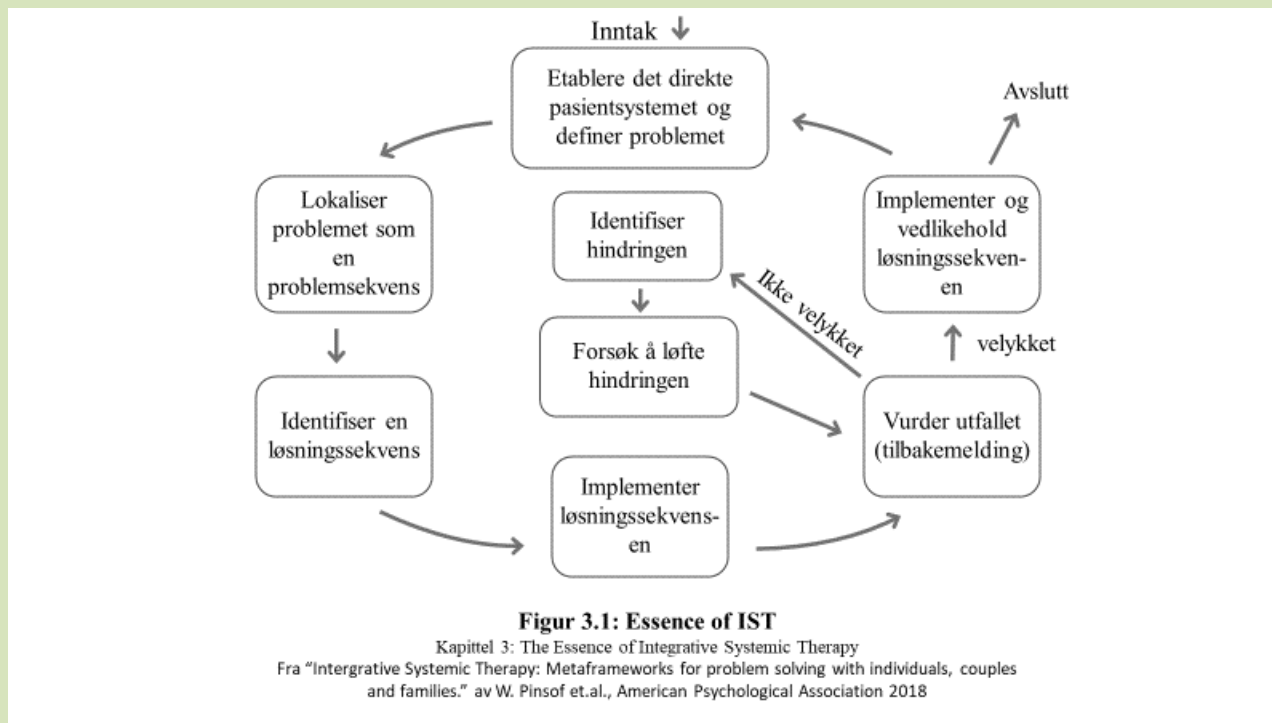 Inntak
Etablere det direkte
pasientsystemet og
definer problemet
Avslutt
Lokaliser
problemet som
en
problemsekvens
Identifiser
hindringen
Implementer og
vedlikehold
løsningssekven-
en
Ikke velykket
velykket
Forsøk å løfte
hindringen
Identifiser en
løsningssekvens
Vurder utfallet
(tilbakemelding)
Implementer
løsningssekvens-
en
Figur 3.1: Essence of IST
Kapittel 3: The Essence of Integrative Systemic Therapy
Fra “Intergrative Systemic Therapy: Metaframeworks for problem solving with individuals, couples
and families.” av W. Pinsof et.al., American Psychological Association 2018